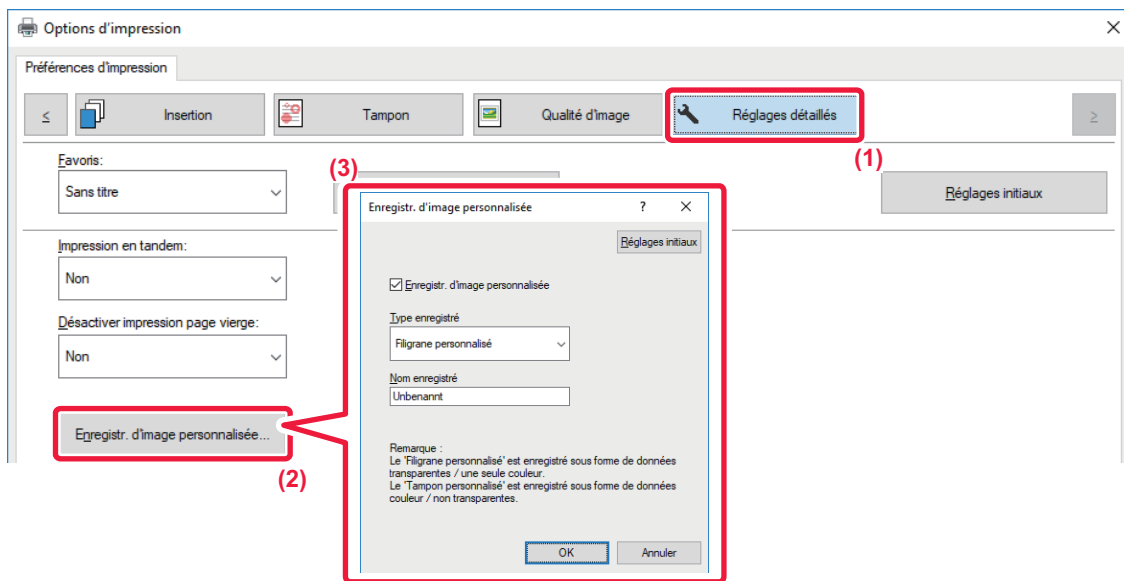 Options d'impression
Préférences d'impression
<
Insertion
Tampon
Qualité d'image
Réglages détaillés
>
(1)
Favoris:
Sans titre
Réglages initiaux
(3)
Impression en tandem:
Non
Désactiver impression page vierge:
Non
Enregistr. d'image personnalisée...
(2)
Enregistr. d'image personnalisée
?
Réglages initiaux
Enregistr. d'image personnalisée
Type enregistré
Filigrane personnalisé
Nom enregistré
Unbenannt
Remarque :
Le 'Filigrane personnalisé' est enregistré sous forme de données
transparentes / une seule couleur.
Le 'Tampon personnalisé' est enregistré sous forme de données
couleur / non transparentes.
OK
Annuler